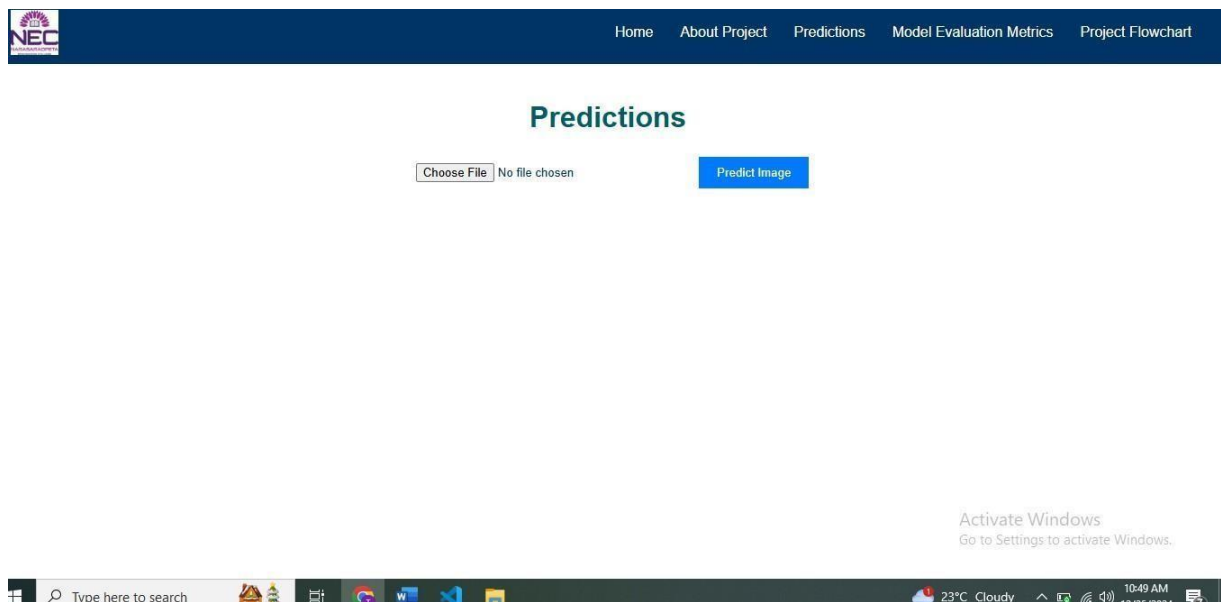 NEC
Home About Project Predictions Model Evaluation Metrics Project Flowchart
Predictions
Choose File No file chosen Predict Image
Activate Windows
Go to Settings to activate Windows.
Type here to search 23°C Cloudy 10:49 AM